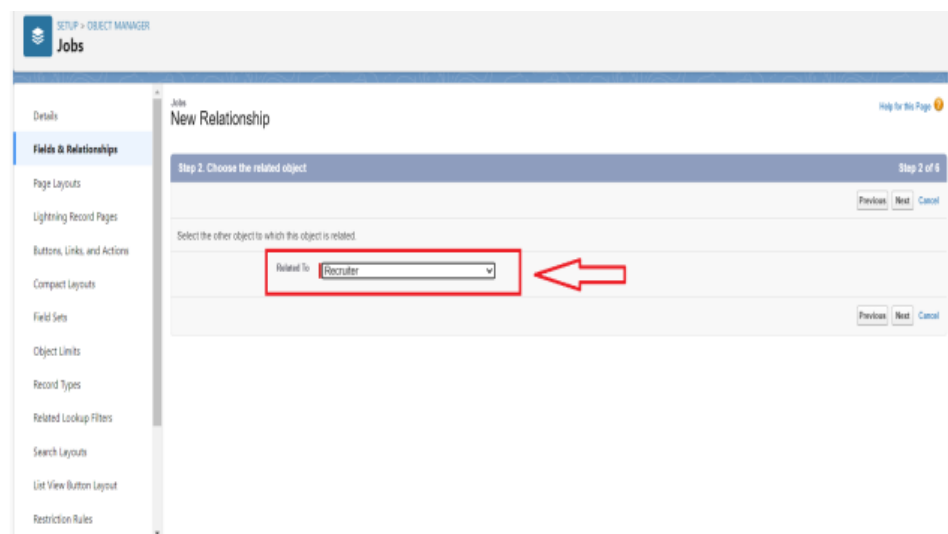 SETUP > OBJECT MANAGER
Jobs
Details
Fields & Relationships
Page Layouts
Lightning Record Pages
Buttons, Links, and Actions
Compact Layouts
Field Sets
Object Limits
Record Types
Related Lookup Filters
Search Layouts
List View Button Layout
Restriction Rules
Jobs
New Relationship
Help for this Page
Step 2. Choose the related object Step 2 of 6
Previous Next Cancel
Select the other object to which this object is related.
Related To Recruiter
Previous Next Cancel